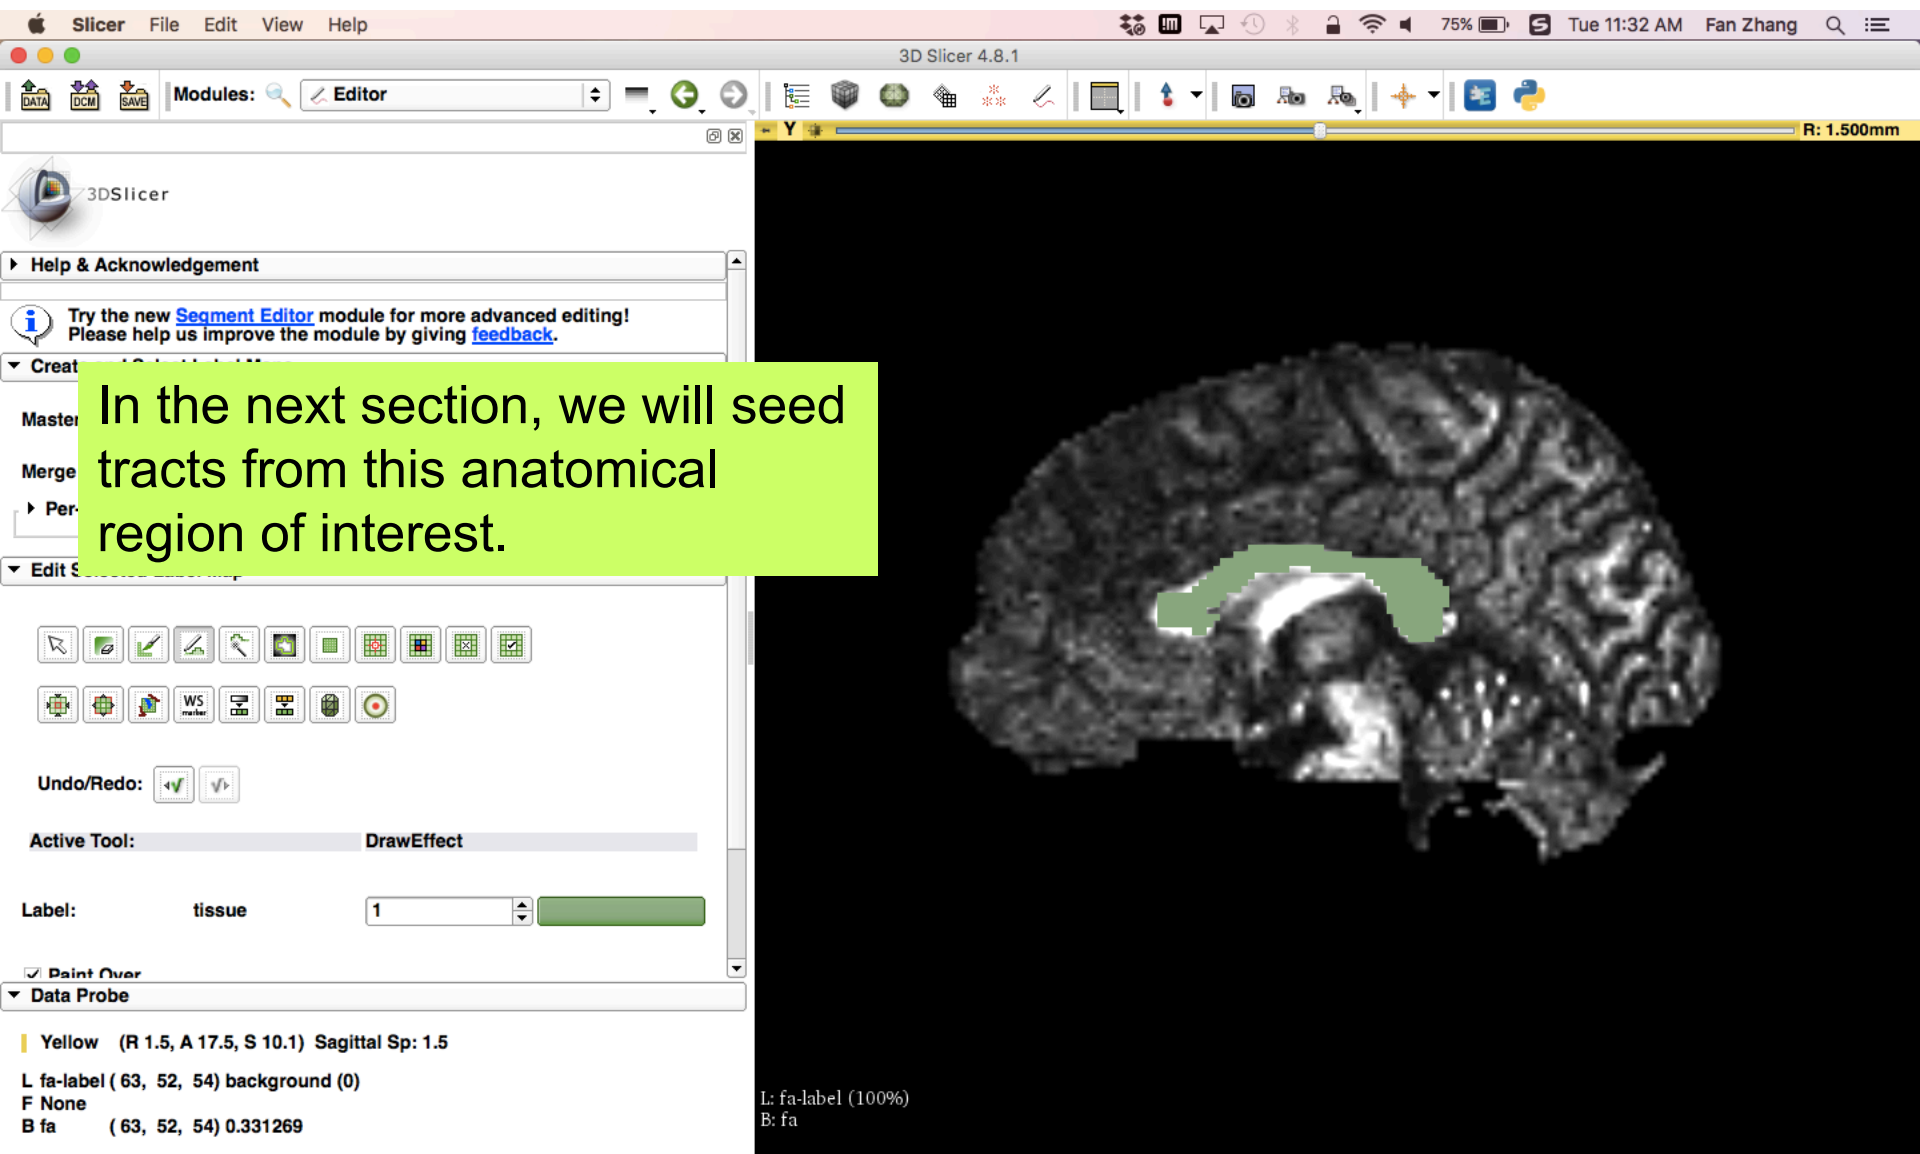 Slicer File Edit View Help 75% Tue 11:32 AM Fan Zhang
3D Slicer 4.8.1
DATA DCM SAVE Modules: Editor
Y R: 1.500mm
3DSlicer
Help & Acknowledgement
Try the new Segment Editor module for more advanced editing!
Please help us improve the module by giving feedback.
Creat
Master
Merge
Per-
In the next section, we will seed
tracts from this anatomical
region of interest.
Edit Selected Label Map
WS
marker
Undo/Redo:
Active Tool: DrawEffect
Label: tissue 1
Paint Over
Data Probe
Yellow (R 1.5, A 17.5, S 10.1) Sagittal Sp: 1.5
L fa-label ( 63, 52, 54) background (0)
F None
B fa ( 63, 52, 54) 0.331269
L: fa-label (100%)
B: fa